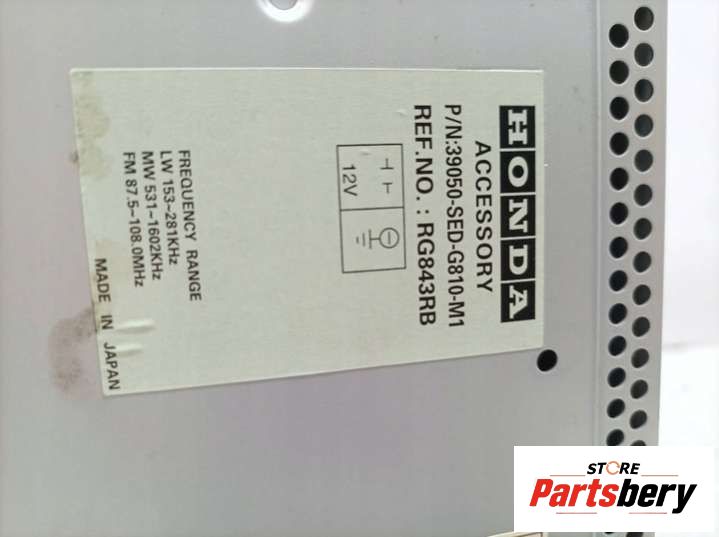 HONDA
ACCESSORY
P/N:39050-SED-G810-M1
REF.NO.: RG843RB
12V
FREQUENCY RANGE
LW 153~281KHz
MW 531~1602KHz
FM 87.5~108.0MHz
MADE IN JAPAN
STORE
Partsbery